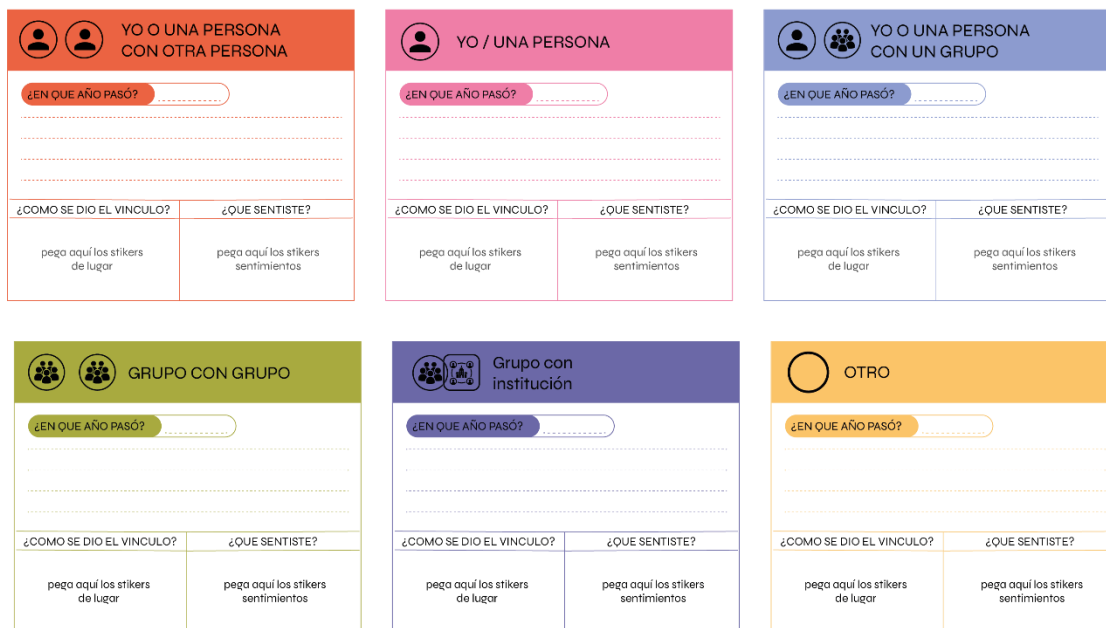 YO O UNA PERSONA
CON OTRA PERSONA
¿EN QUE AÑO PASÓ?
¿COMO SE DIO EL VINCULO?
¿QUE SENTISTE?
pega aquí los stikers
de lugar
pega aquí los stikers
sentimientos
YO / UNA PERSONA
¿EN QUE AÑO PASÓ?
¿COMO SE DIO EL VINCULO?
¿QUE SENTISTE?
pega aquí los stikers
de lugar
pega aquí los stikers
sentimientos
YO O UNA PERSONA
CON UN GRUPO
¿EN QUE AÑO PASÓ?
¿COMO SE DIO EL VINCULO?
¿QUE SENTISTE?
pega aquí los stikers
de lugar
pega aquí los stikers
sentimientos
GRUPO CON GRUPO
¿EN QUE AÑO PASÓ?
¿COMO SE DIO EL VINCULO?
¿QUE SENTISTE?
pega aquí los stikers
de lugar
pega aquí los stikers
sentimientos
Grupo con
institución
¿EN QUE AÑO PASÓ?
¿COMO SE DIO EL VINCULO?
¿QUE SENTISTE?
pega aquí los stikers
de lugar
pega aquí los stikers
sentimientos
OTRO
¿EN QUE AÑO PASÓ?
¿COMO SE DIO EL VINCULO?
¿QUE SENTISTE?
pega aquí los stikers
de lugar
pega aquí los stikers
sentimientos